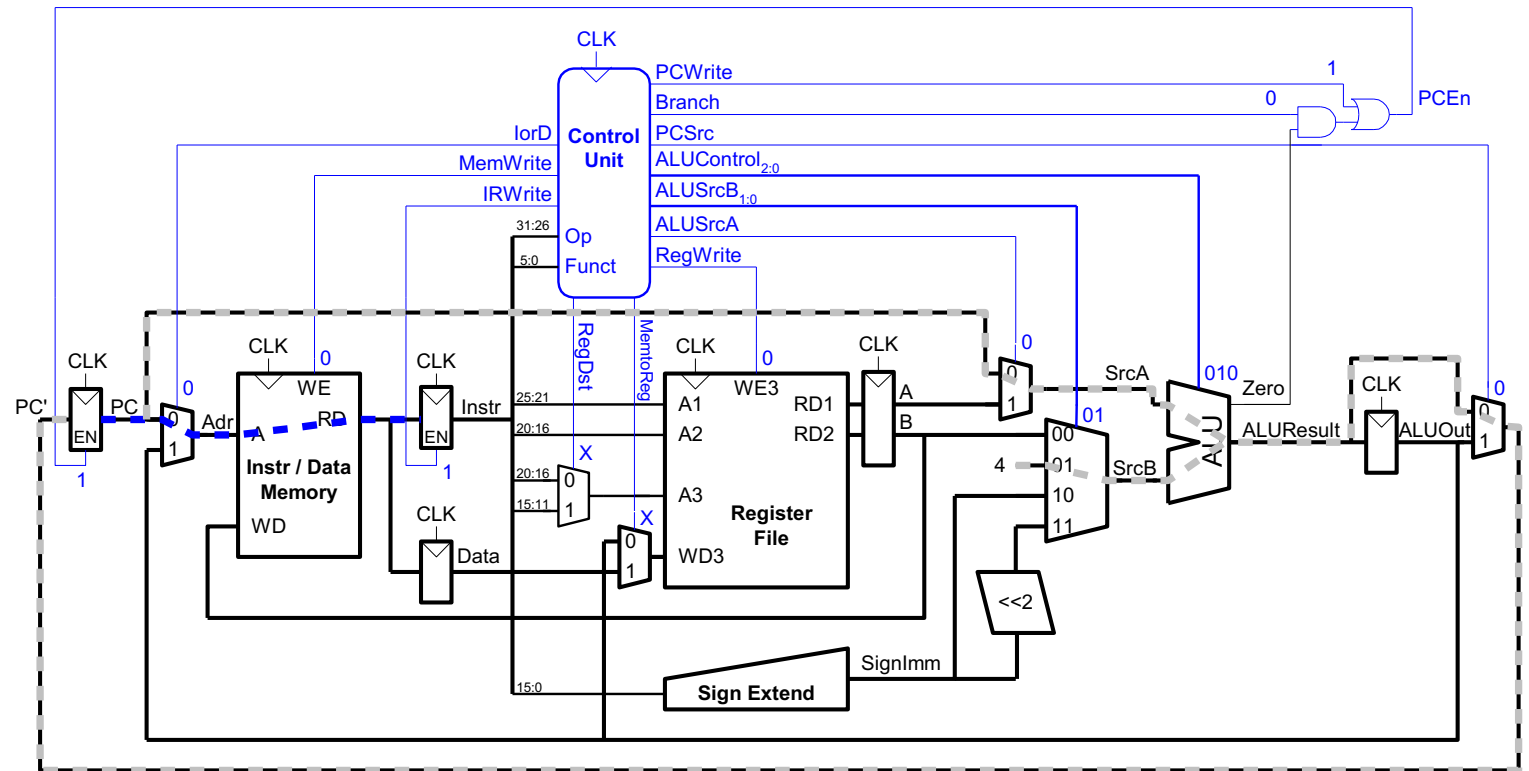 CLK
PCWrite
1
Branch
0
PCEn
IorD
Control
Unit
PCSrc
MemWrite
ALUControl2:0
IRWrite
ALUSrcB1:0
31:26
Op
ALUSrcA
5:0
Funct
RegWrite
RegDst
MemtoReg
CLK
CLK
CLK
CLK
CLK
0
0
0
0
WE
WE3
010
Zero
CLK
0
PC'
PC
EN
0
1
Adr
A
RD
EN
Instr
25:21
A1
RD1
A
0
1
SrcA
20:16
A2
RD2
B
01
00
ALU
ALUResult
ALUOut
0
1
1
Instr / Data
Memory
1
X
4
01
SrcB
20:16
0
A3
10
15:11
1
WD
CLK
Data
X
0
1
Register
File
WD3
11
<<2
15:0
Sign Extend
SignImm